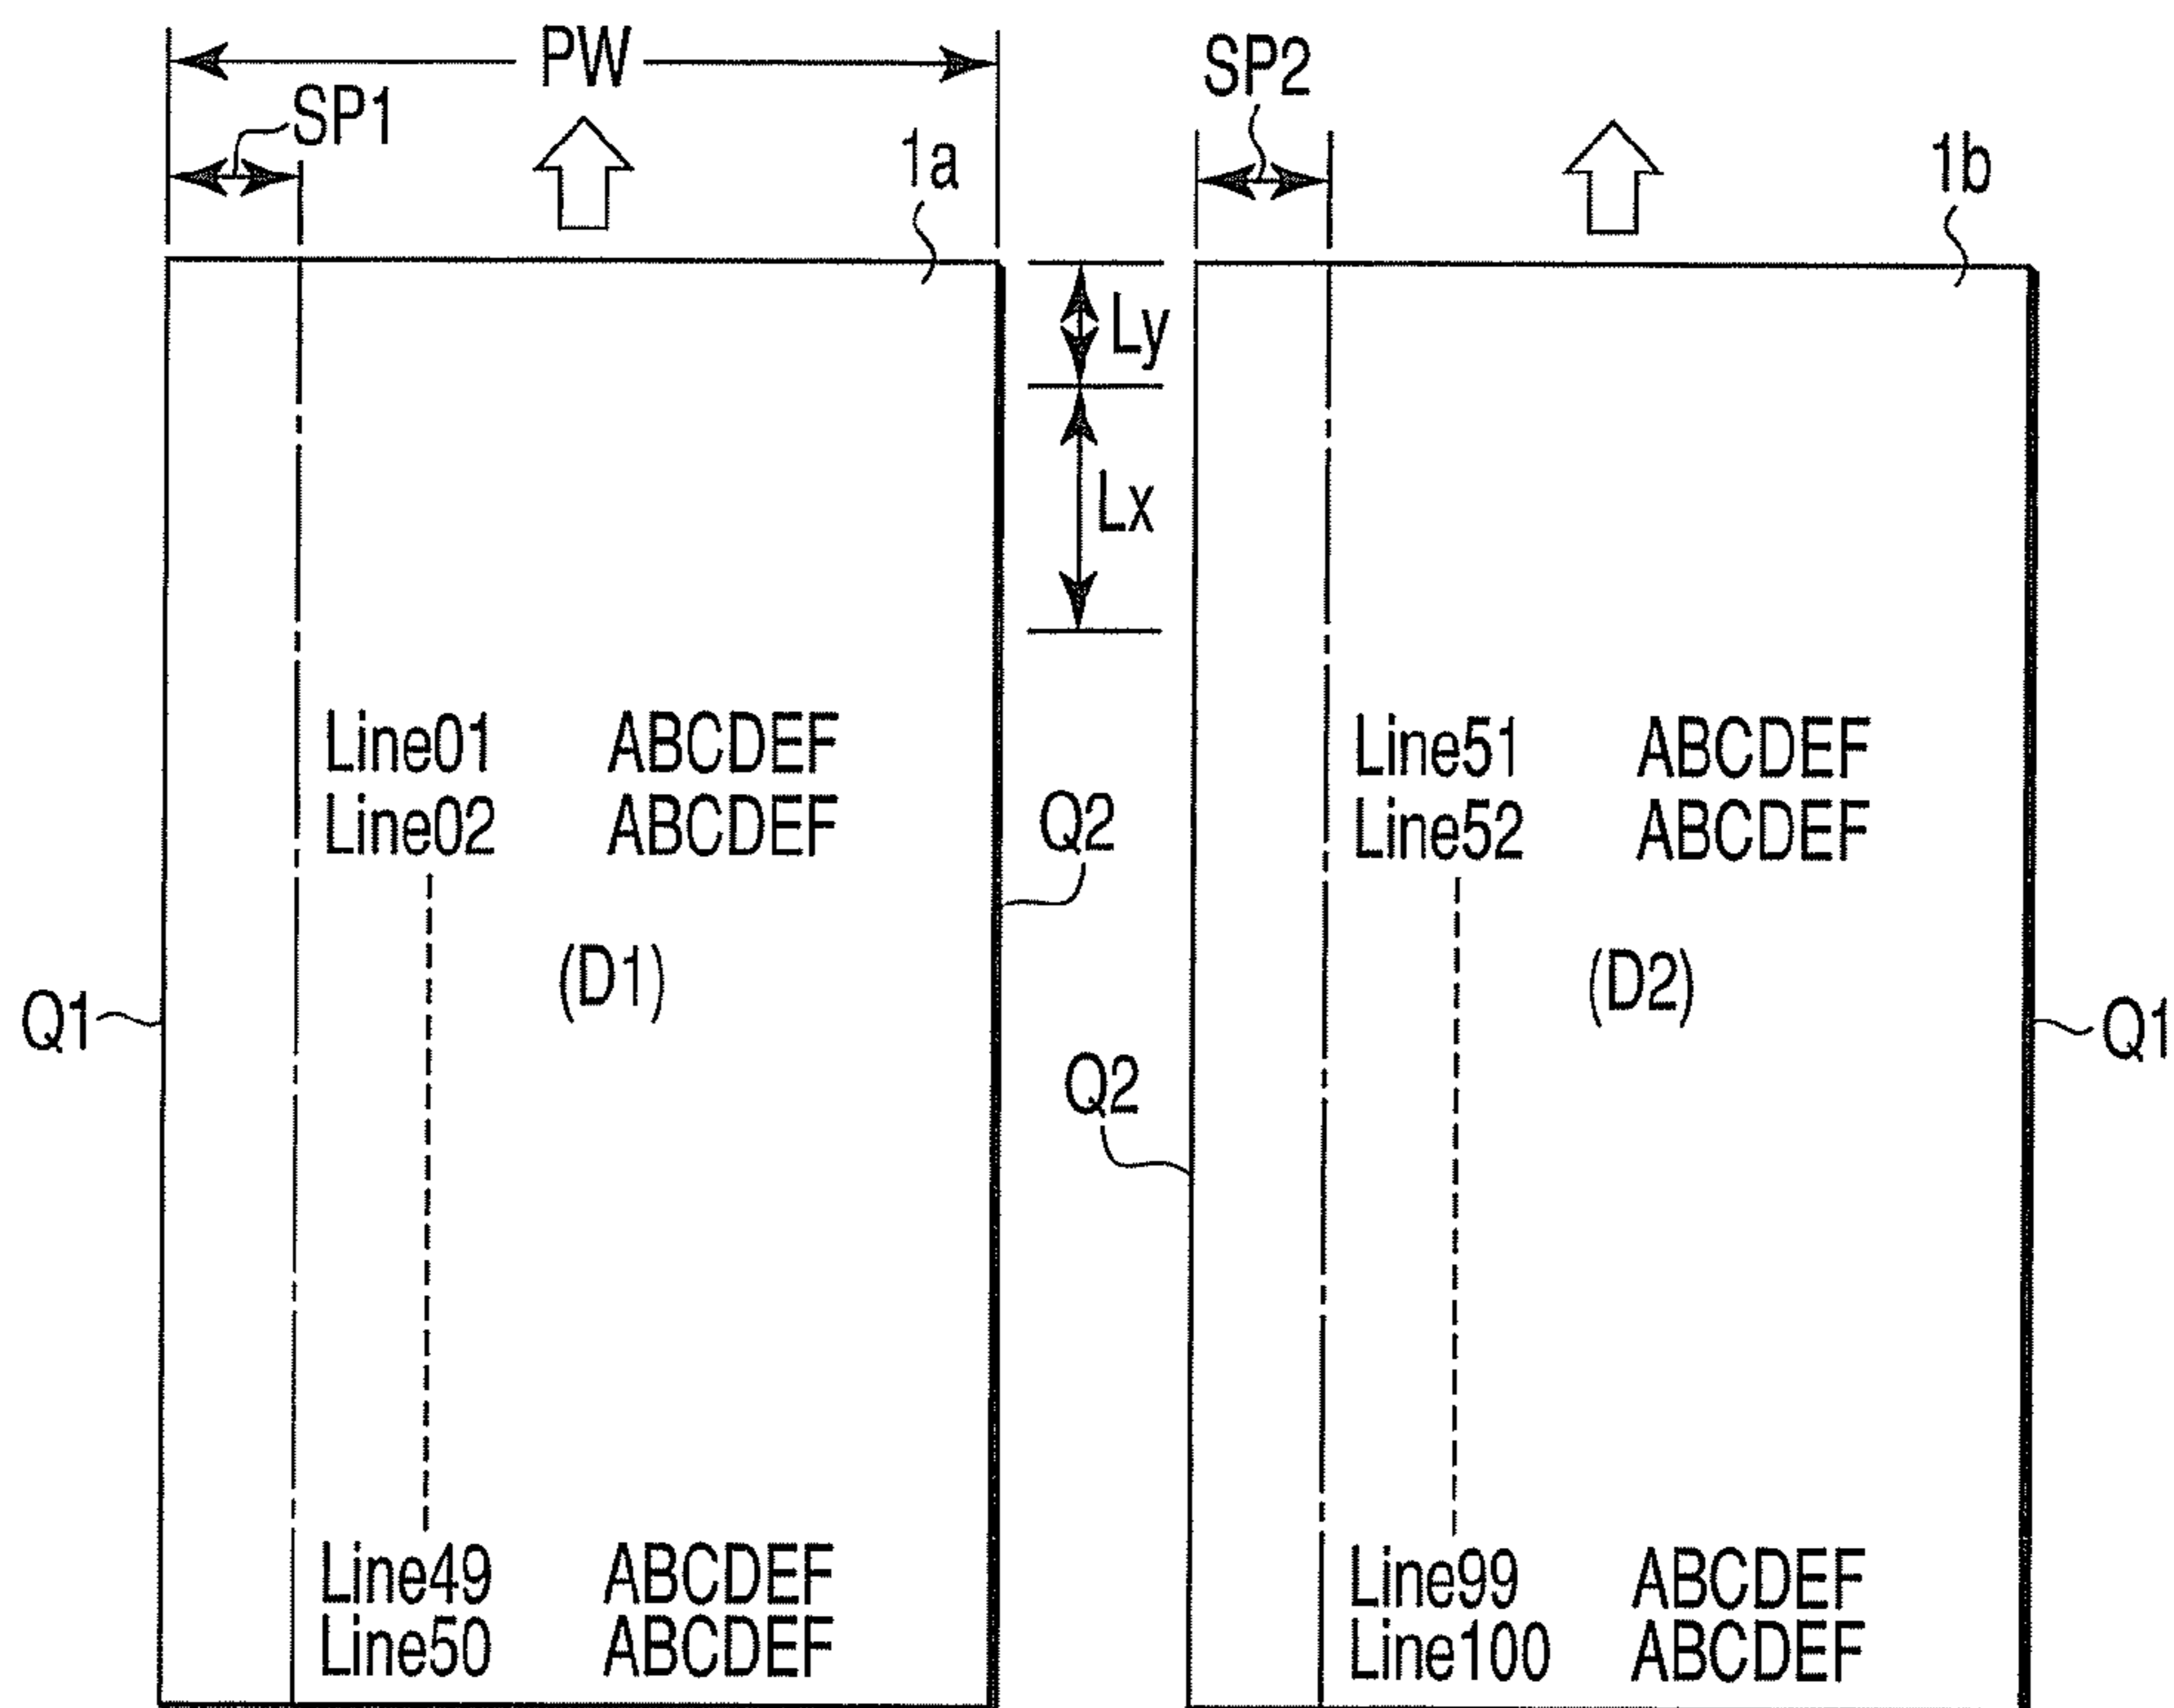 PW
SP1
1a
SP2
1b
Ly
Lx
Line01 ABCDEF
Line02 ABCDEF
(D1)
Q1
Q2
Line49 ABCDEF
Line50 ABCDEF
Line51 ABCDEF
Line52 ABCDEF
(D2)
Q2
Q1
Line99 ABCDEF
Line100 ABCDEF